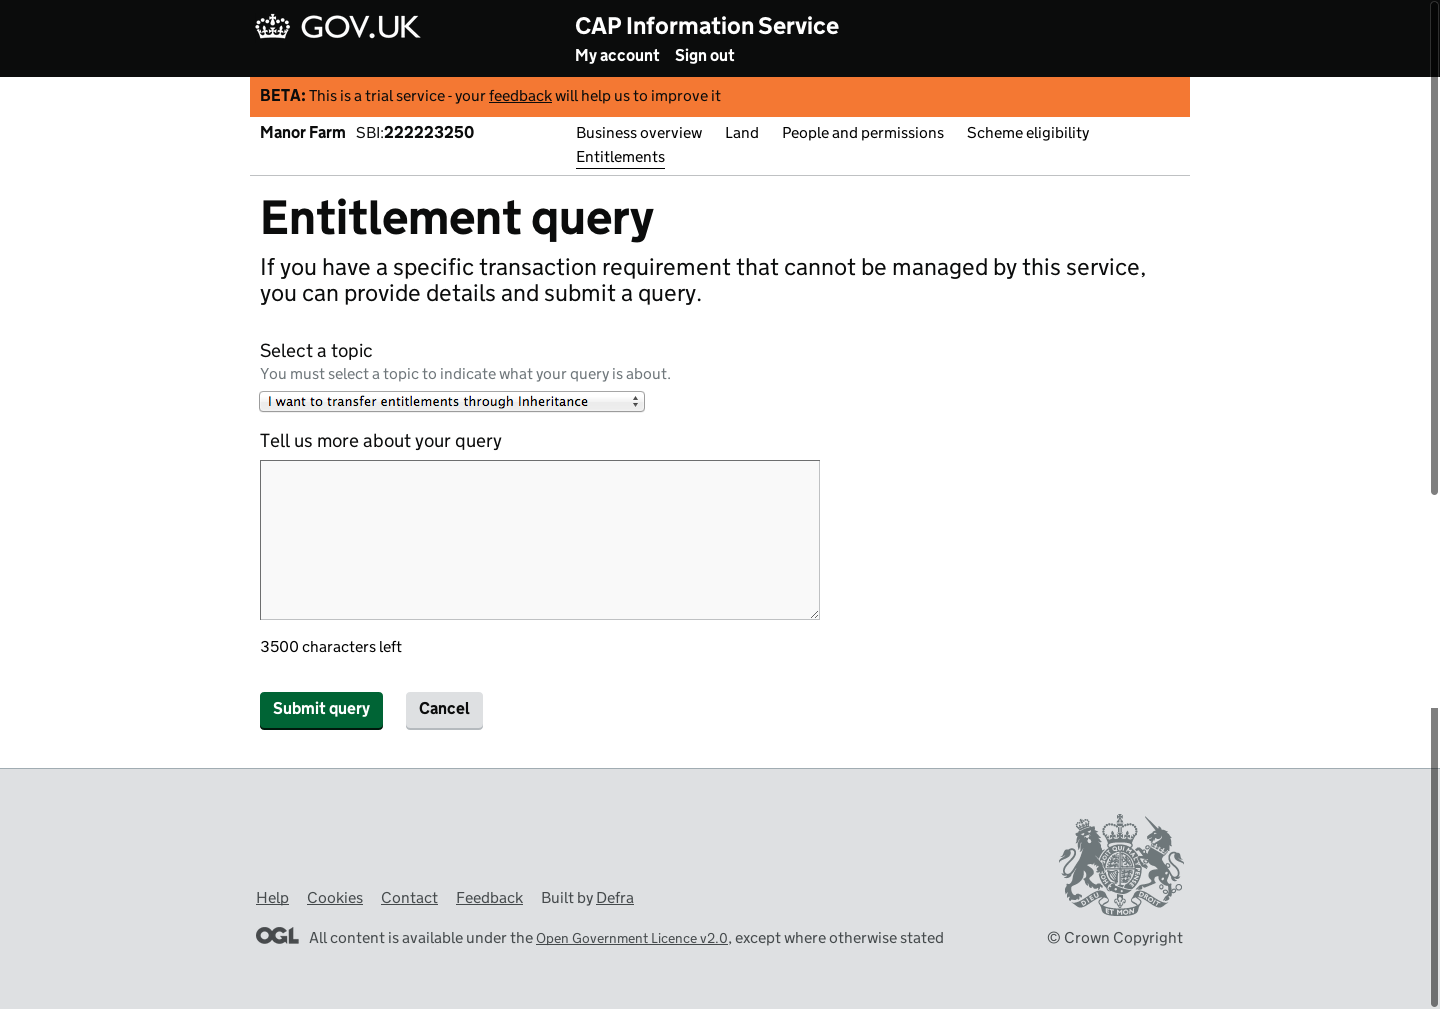 GOV.UK
CAP Information Service
My account Sign out
BETA: This is a trial service - your feedback will help us to improve it
Manor Farm SBI:222223250
Business overview Land People and permissions Scheme eligibility
Entitlements
Entitlement query
If you have a specific transaction requirement that cannot be managed by this service,
you can provide details and submit a query.
Select a topic
You must select a topic to indicate what your query is about.
I want to transfer entitlements through Inheritance
Tell us more about your query
3500 characters left
Submit query Cancel
Help Cookies Contact Feedback Built by Defra
OGL All content is available under the Open Government Licence v2.0, except where otherwise stated
DIEU ET MON DROIT
© Crown Copyright